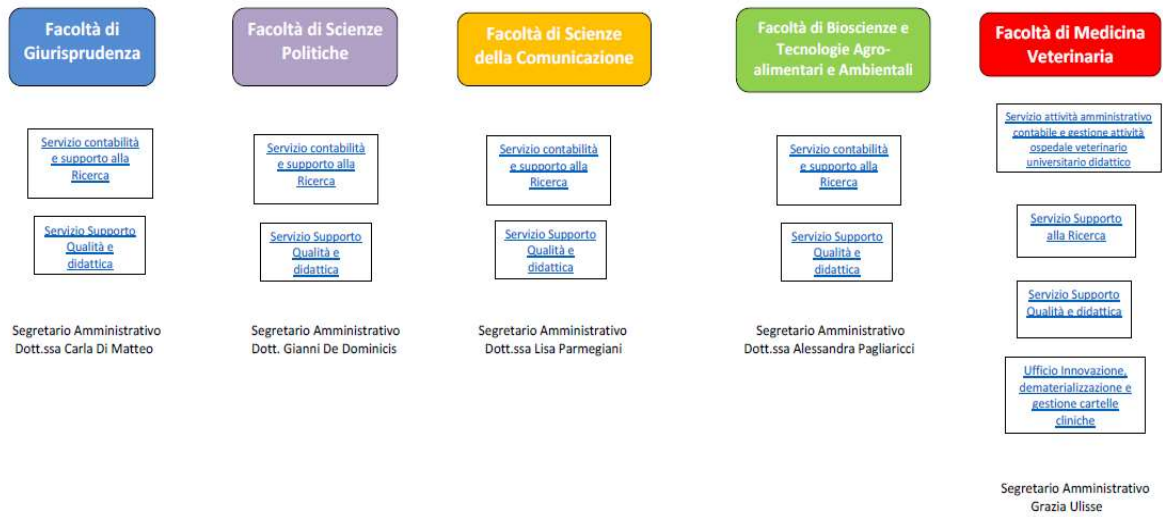 Facoltà di
Giurisprudenza
Servizio contabilità
e supporto alla
Ricerca
Servizio Supporto
Qualità e
didattica
Segretario Amministrativo
Dott.ssa Carla Di Matteo
Facoltà di Scienze
Politiche
Servizio contabilità
e supporto alla
Ricerca
Servizio Supporto
Qualità e
didattica
Segretario Amministrativo
Dott. Gianni De Dominicis
Facoltà di Scienze
della Comunicazione
Servizio contabilità
e supporto alla
Ricerca
Servizio Supporto
Qualità e
didattica
Segretario Amministrativo
Dott.ssa Lisa Parmegiani
Facoltà di Bioscienze e
Tecnologie Agro-
alimentari e Ambientali
Servizio contabilità
e supporto alla
Ricerca
Servizio Supporto
Qualità e
didattica
Segretario Amministrativo
Dott.ssa Alessandra Pagliaricci
Facoltà di Medicina
Veterinaria
Servizio attività amministrativo
contabile e gestione attività
ospedale veterinario
universitario didattico
Servizio Supporto
alla Ricerca
Servizio Supporto
Qualità e didattica
Ufficio Innovazione,
dematerializzazione e
gestione cartelle
cliniche
Segretario Amministrativo
Grazia Ulisse